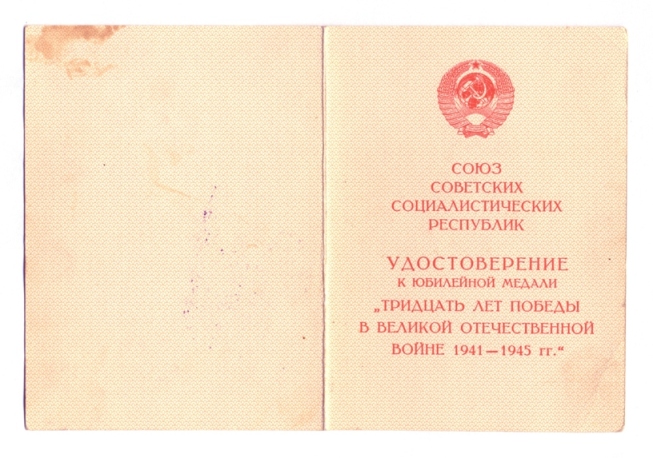 СОЮЗ
СОВЕТСКИХ
СОЦИАЛИСТИЧЕСКИХ
РЕСПУБЛИК
УДОСТОВЕРЕНИЕ
К ЮБИЛЕЙНОЙ МЕДАЛИ
„ТРИДЦАТЬ ЛЕТ ПОБЕДЫ
В ВЕЛИКОЙ ОТЕЧЕСТВЕННОЙ
ВОЙНЕ 1941—1945 гг.“